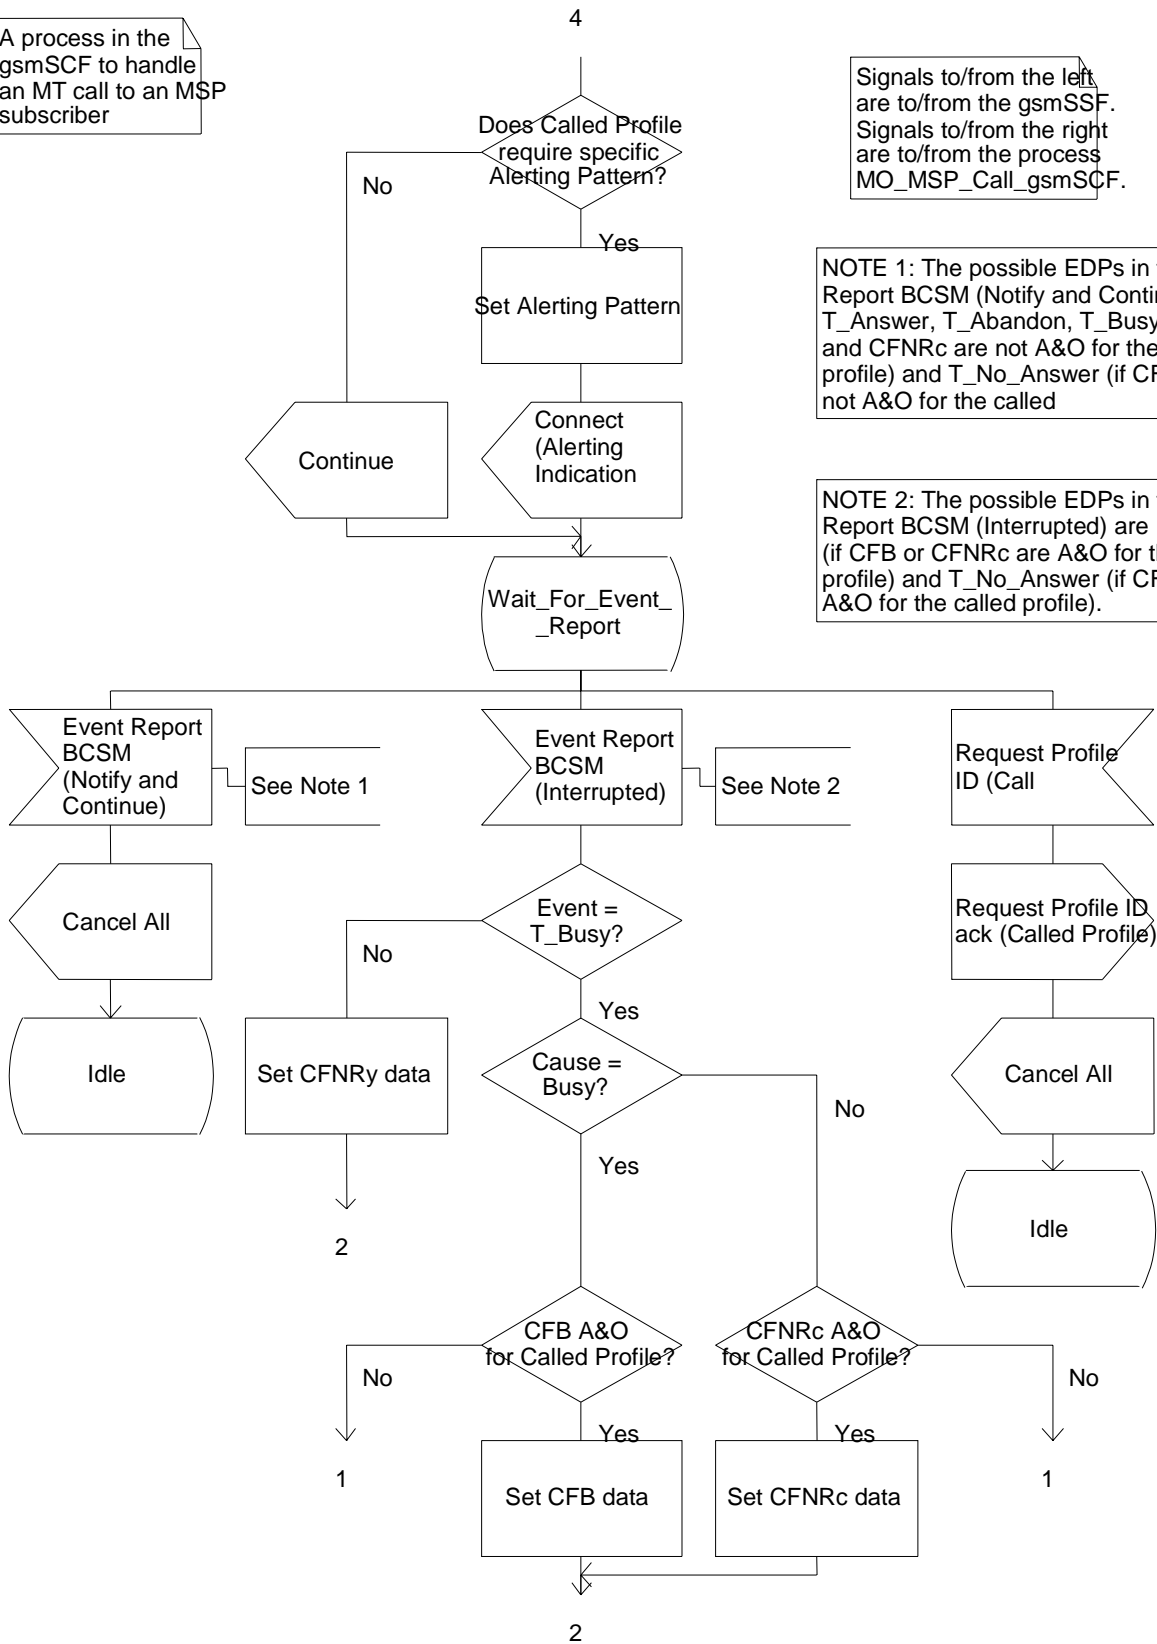 4
A process in the
gsmSCF to handle
an MT call to an MSP
subscriber
Signals to/from the left
are to/from the gsmSSF.
Signals to/from the right
are to/from the process
MO_MSP_Call_gsmSCF.
Does Called Profile
require specific
Alerting Pattern?
No
Yes
Set Alerting Pattern
NOTE 1: The possible EDPs in
Report BCSM (Notify and
T_Answer, T_Abandon, T_Busy
and CFNRc are not A&O for the
profile) and T_No_Answer (if
not A&O for the called
Continue
Connect
(Alerting
Indication
NOTE 2: The possible EDPs in
Report BCSM (Interrupted) are
(if CFB or CFNRc are A&O for
profile) and T_No_Answer (if
A&O for the called profile).
Wait_For_Event_
_Report
Event Report
BCSM
(Notify and
Continue)
See Note 1
Event Report
BCSM
(Interrupted)
See Note 2
Request Profile
ID (Call
Cancel All
Event =
T_Busy?
Request Profile ID
ack (Called Profile)
No
Yes
Idle
Set CFNRy data
Cause =
Busy?
Cancel All
No
Yes
2
Idle
CFB A&O
for Called Profile?
CFNRc A&O
for Called Profile?
No
No
Yes
Yes
1
Set CFB data
Set CFNRc data
1
2